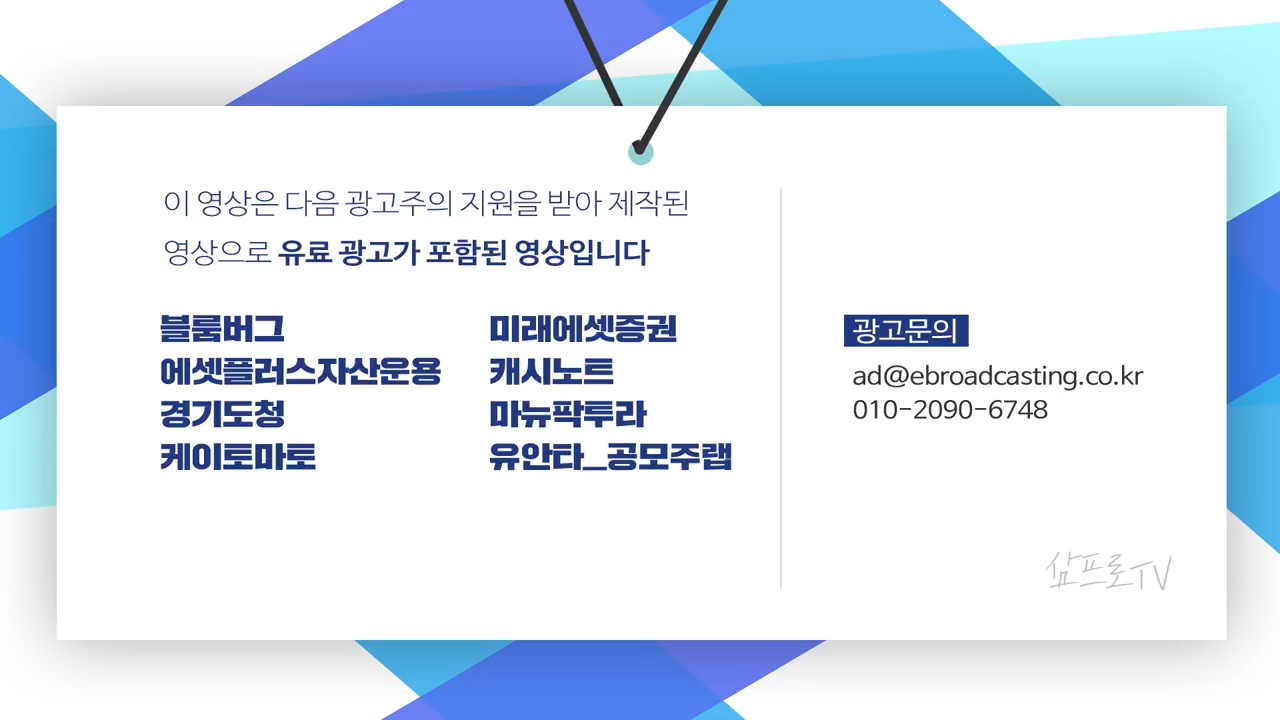 이 영상은 다음 광고주의 지원을 받아 제작된
영상으로 유료 광고가 포함된 영상입니다
블룸버그
에셋플러스자산운용
경기도청
케이토마토
미래에셋증권
캐시노트
마뉴팍투라
유안타_공모주랩
광고문의
ad@ebroadcasting.co.kr
010-2090-6748
삼프로TV